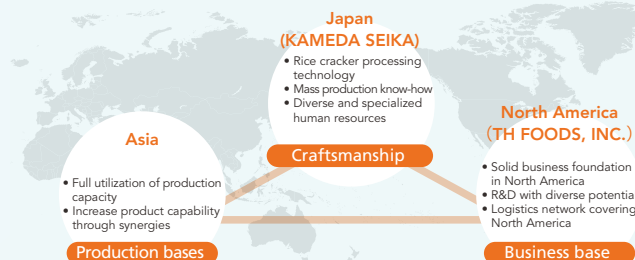 Japan
(KAMEDA SEIKA)
• Rice cracker processing
technology
• Mass production know-how
• Diverse and specialized
human resources
Craftsmanship
Asia
• Full utilization of production
capacity
• Increase product capability
through synergies
Production bases
North America
(TH FOODS, INC.)
• Solid business foundation
in North America
• R&D with diverse potentia
• Logistics network covering
North America
Business base